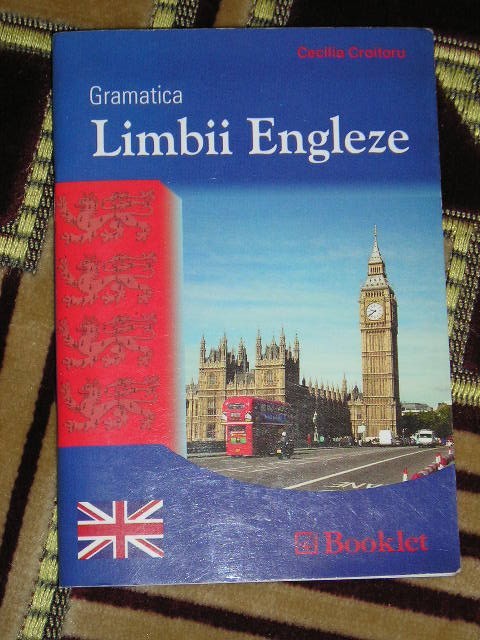 Cecilia Croitoru
Gramatica
Limbii Engleze
Booklet